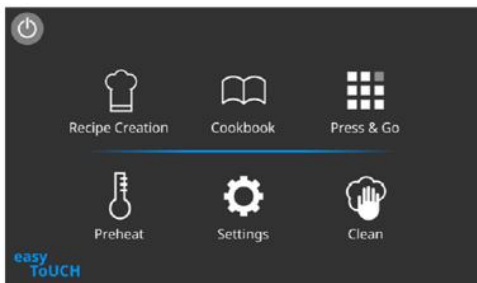 Recipe Creation Cookbook Press & Go
Preheat Settings Clean
easy
ToUCH